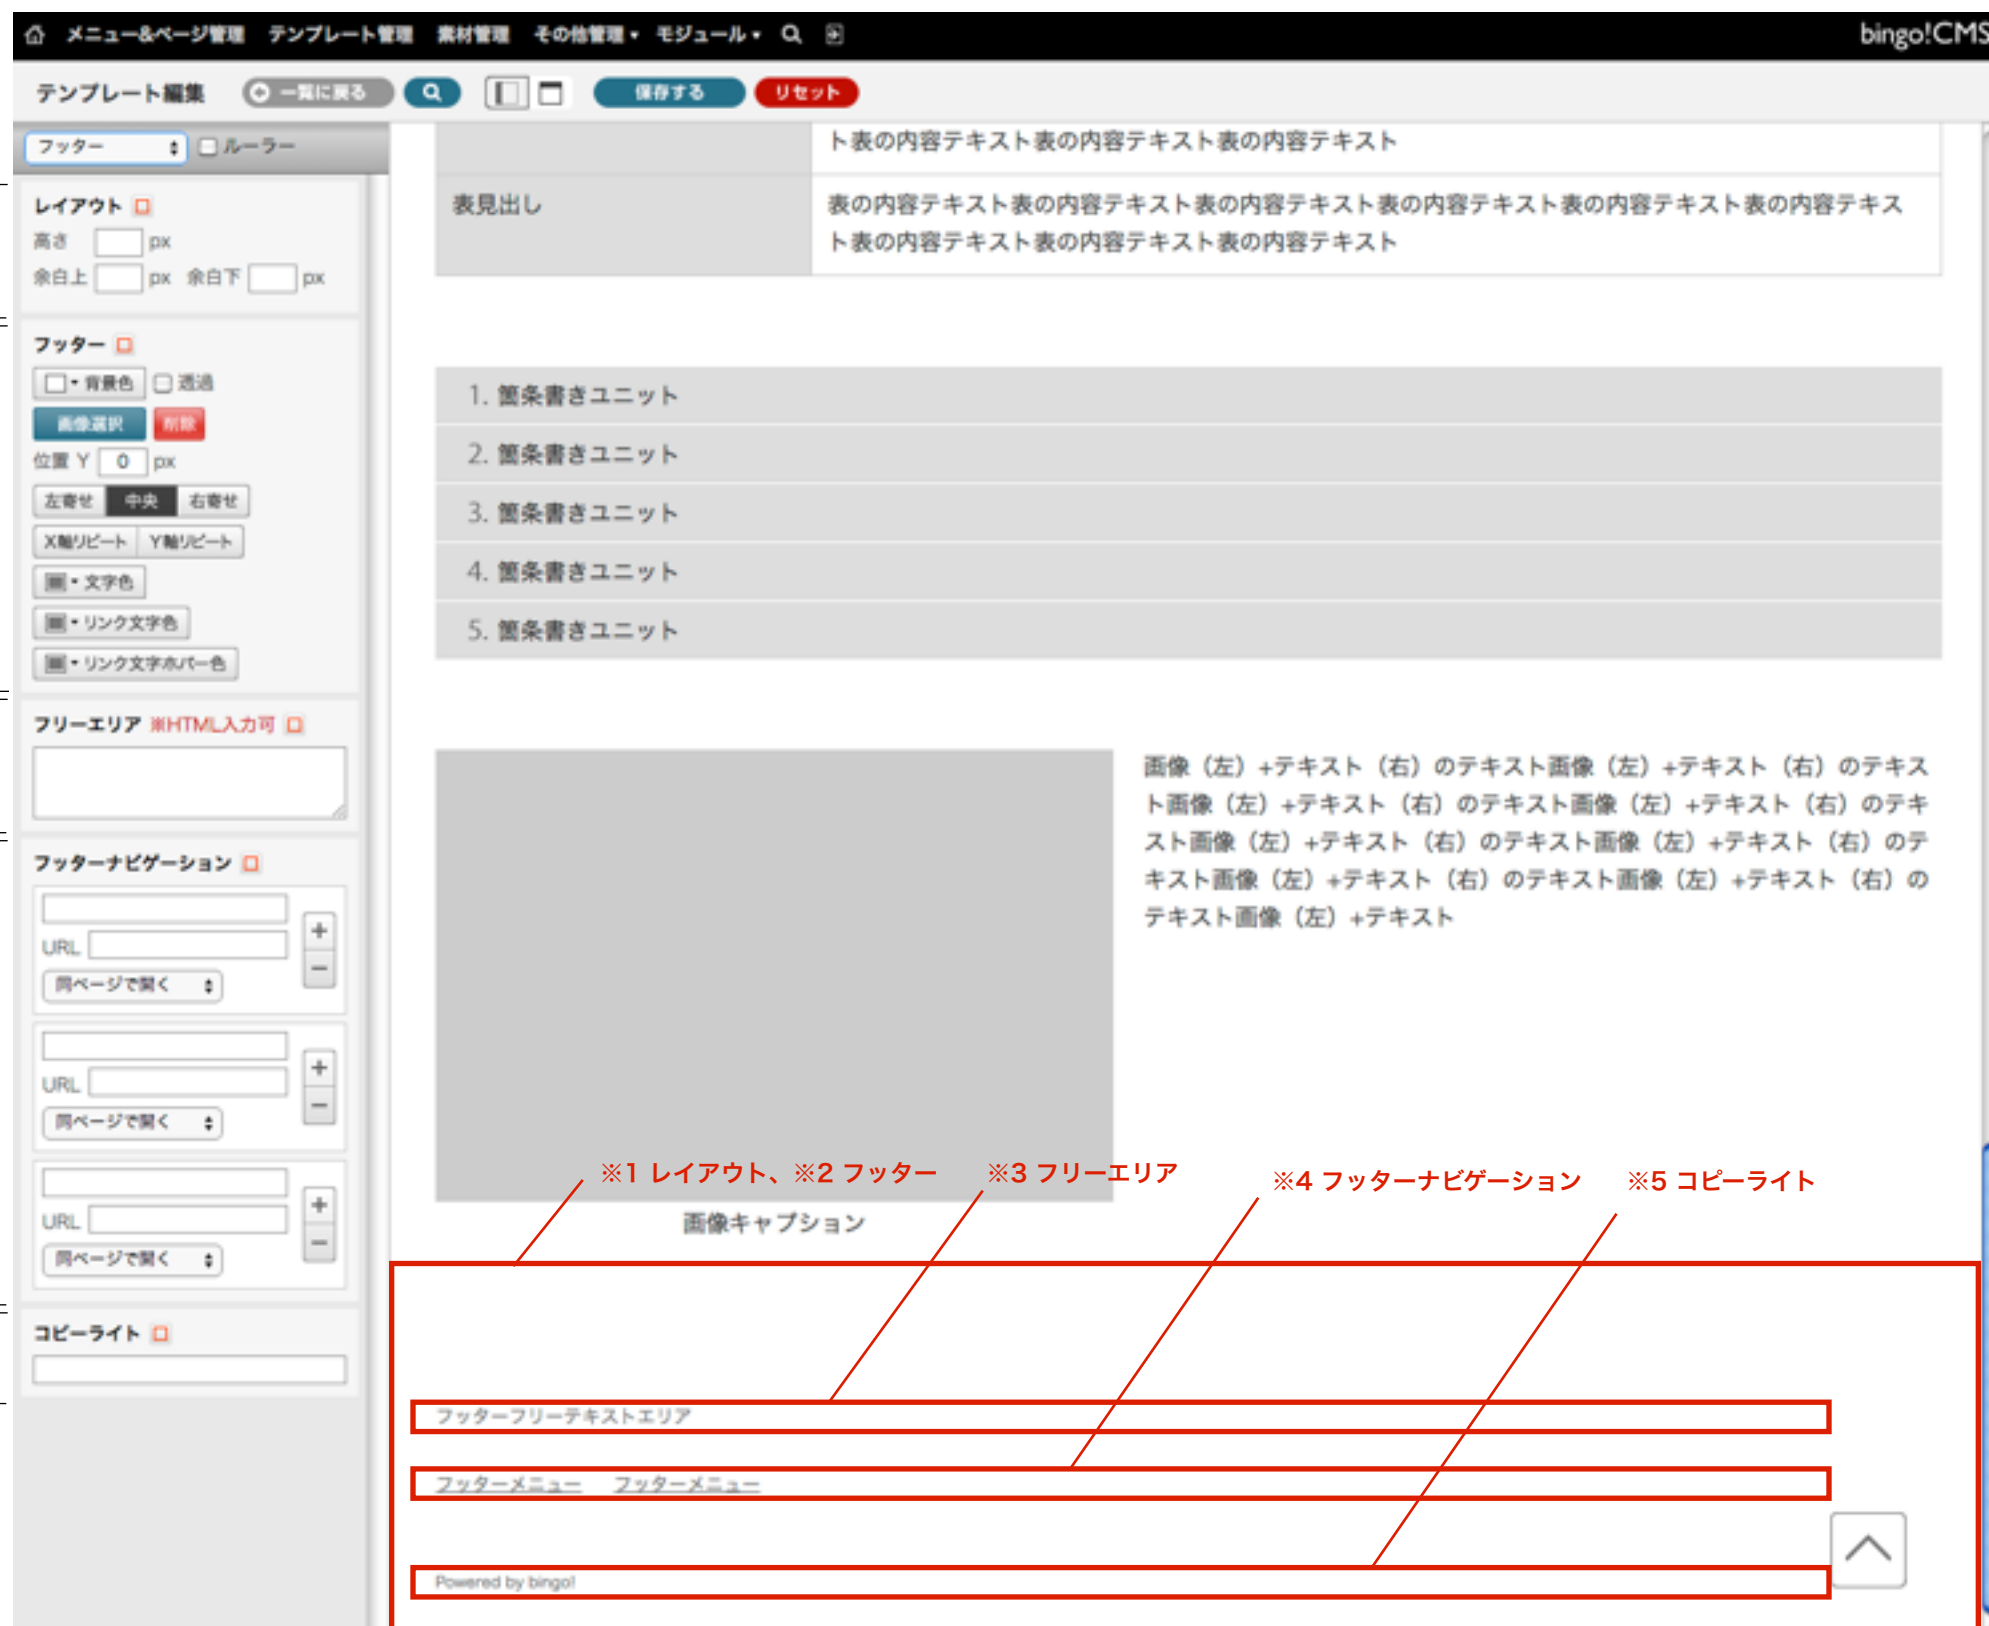 メニュー&ページ管理 テンプレート管理 素材管理 その他管理 モジュール bingo!CMS
テンプレート編集 一覧に戻る 保存する リセット
フッター ルーラー
レイアウト
高さ px
余白上 px 余白下 px
フッター
背景色 透過
画像選択 削除
位置 Y 0 px
左寄せ 中央 右寄せ
X軸リピート Y軸リピート
文字色
リンク文字色
リンク文字ホバー色
フリーエリア ※HTML入力可
フッターナビゲーション
URL
同ページで開く
URL
同ページで開く
URL
同ページで開く
コピーライト
ト表の内容テキスト表の内容テキスト表の内容テキスト
表見出し
表の内容テキスト表の内容テキスト表の内容テキスト表の内容テキスト表の内容テキスト表の内容テキス
ト表の内容テキスト表の内容テキスト表の内容テキスト
1. 箇条書きユニット
2. 箇条書きユニット
3. 箇条書きユニット
4. 箇条書きユニット
5. 箇条書きユニット
画像（左）+テキスト（右）のテキスト画像（左）+テキスト（右）のテキス
ト画像（左）+テキスト（右）のテキスト画像（左）+テキスト（右）のテキ
スト画像（左）+テキスト（右）のテキスト画像（左）+テキスト（右）のテ
キスト画像（左）+テキスト（右）のテキスト画像（左）+テキスト（右）の
テキスト画像（左）+テキスト
※1 レイアウト、※2 フッター ※3 フリーエリア ※4 フッターナビゲーション ※5 コピーライト
画像キャプション
フッターフリーテキストエリア
フッターメニュー フッターメニュー
Powered by bingo!